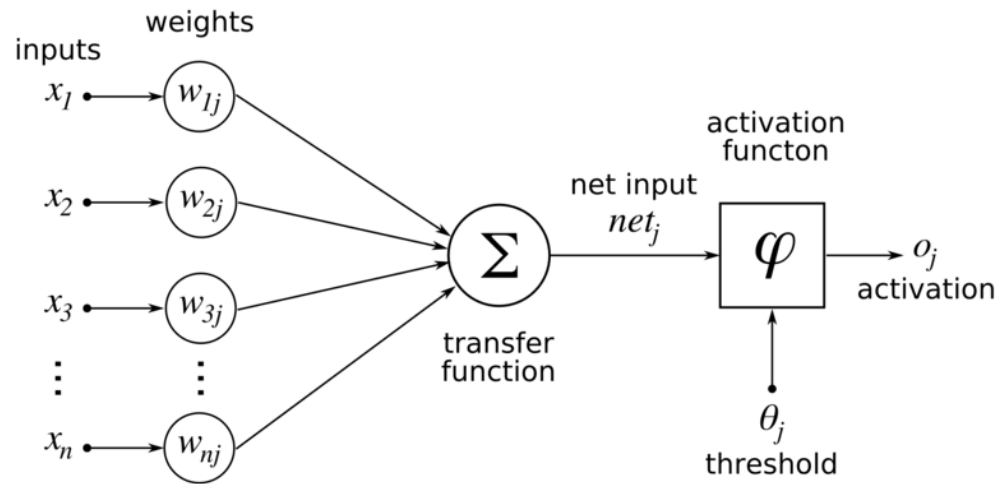 weights
inputs
x₁
w₁ⱼ
x₂
w₂ⱼ
x₃
w₃ⱼ
⋮
⋮
xₙ
wₙⱼ
Σ
transfer
function
net input
netⱼ
activation
functon
φ
oⱼ
activation
θⱼ
threshold